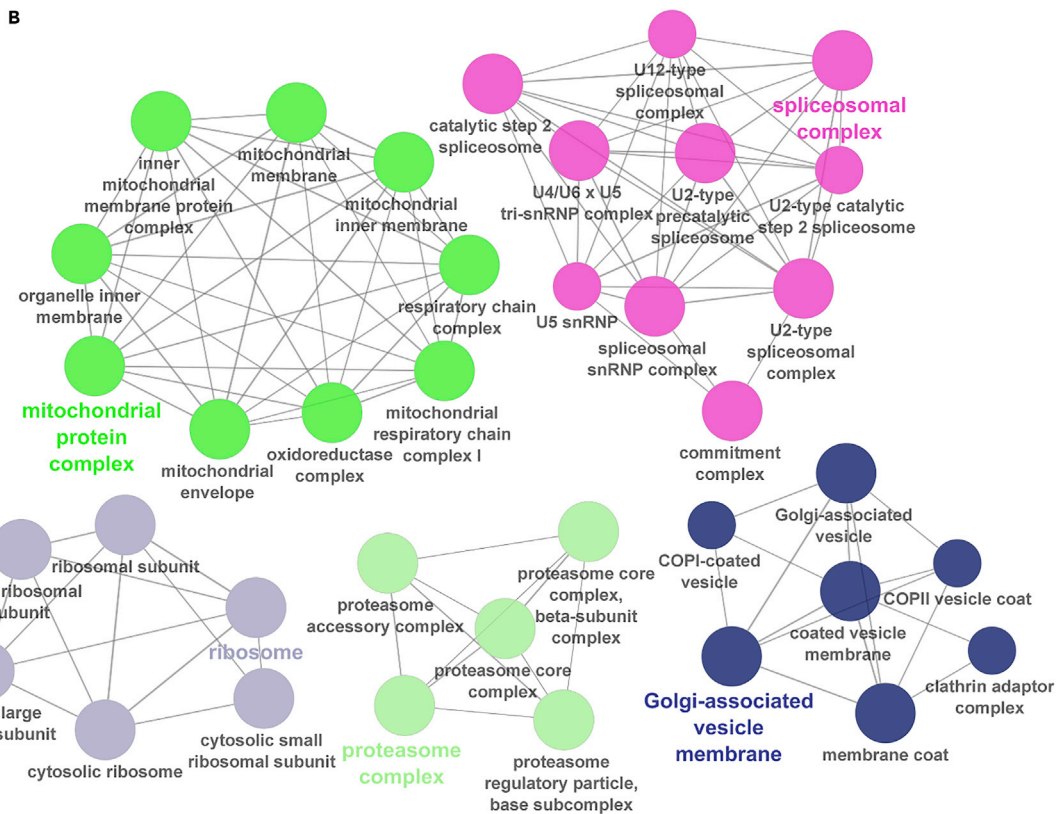 B
U12-type
spliceosomal
complex
spliceosomal
complex
catalytic step 2
spliceosome
inner
mitochondrial
membrane protein
complex
mitochondrial
membrane
mitochondrial
inner membrane
U4/U6 x U5
tri-snRNP complex
U2-type
precatalytic
spliceosome
U2-type catalytic
step 2 spliceosome
organelle inner
membrane
respiratory chain
complex
U5 snRNP
spliceosomal
snRNP complex
U2-type
spliceosomal
complex
mitochondrial
protein
complex
mitochondrial
envelope
oxidoreductase
complex
mitochondrial
respiratory chain
complex I
commitment
complex
Golgi-associated
vesicle
COPI-coated
vesicle
COPII vesicle coat
coated vesicle
membrane
clathrin adaptor
complex
Golgi-associated
vesicle
membrane
membrane coat
ribosomal subunit
ribosomal
ubunit
ribosome
large
subunit
cytosolic ribosome
cytosolic small
ribosomal subunit
proteasome
accessory complex
proteasome core
complex,
beta-subunit
complex
proteasome core
complex
proteasome
complex
proteasome
regulatory particle,
base subcomplex